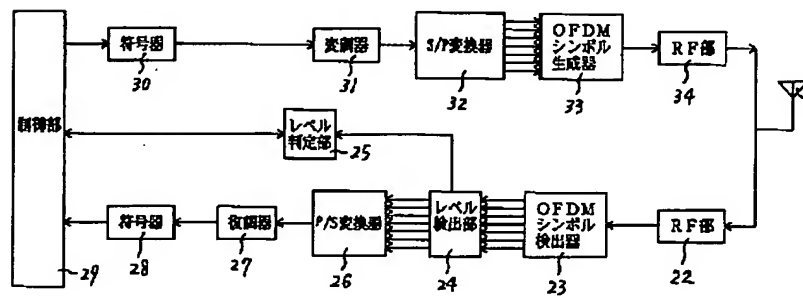 符号器
30
変調器
31
S/P変換器
32
OFDM
シンボル
生成器
33
RF部
34
制御部
29
レベル
判定部
25
符号器
28
復調器
27
P/S変換器
26
レベル
検出部
24
OFDM
シンボル
検出器
23
RF部
22